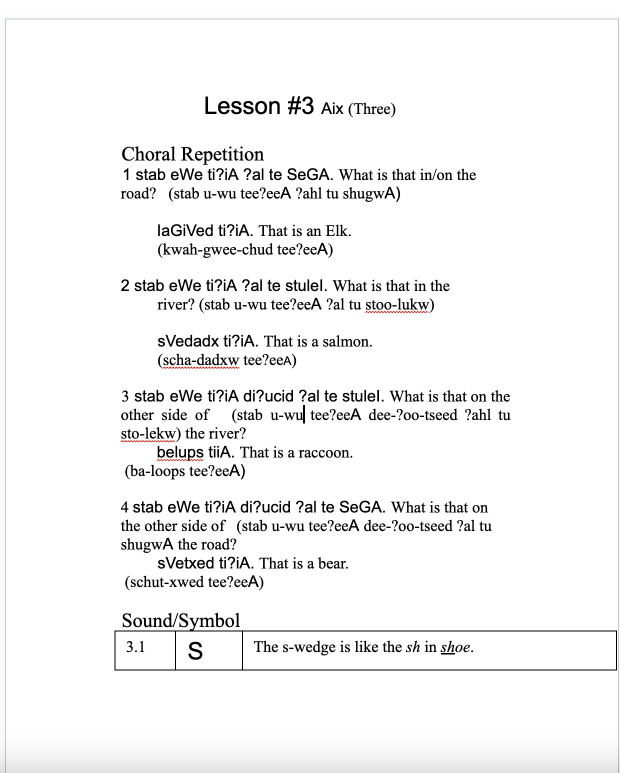 Lesson #3 Aix (Three)
Choral Repetition
1 stab eWe ti?iA ?al te SeGA. What is that in/on the
road? (stab u-wu tee?eeA ?ahl tu shugwA)
laGiVed ti?iA. That is an Elk.
(kwah-gwee-chud tee?eeA)
2 stab eWe ti?iA ?al te stulel. What is that in the
river? (stab u-wu tee?eeA ?al tu stoo-lukw)
sVedadx ti?iA. That is a salmon.
(scha-dadxw tee?eeA)
3 stab eWe ti?iA di?ucid ?al te stulel. What is that on the
other side of (stab u-wu tee?eeA dee-?oo-tseed ?ahl tu
sto-lekw) the river?
belups tiiA. That is a raccoon.
(ba-loops tee?eeA)
4 stab eWe ti?iA di?ucid ?al te SeGA. What is that on
the other side of (stab u-wu tee?eeA dee-?oo-tseed ?al tu
shugwA the road?
sVetxed ti?iA. That is a bear.
(schut-xwed tee?eeA)
Sound/Symbol
3.1 S The s-wedge is like the sh in shoe.